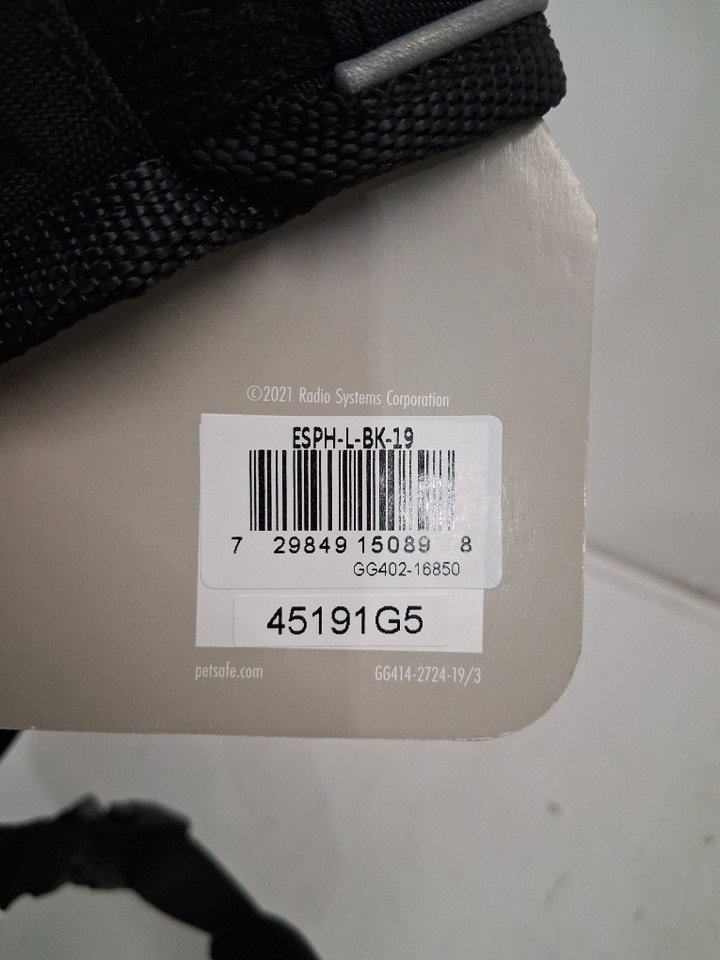 ©2021 Radio Systems Corporation
ESPH-L-BK-19
7 29849 15089 8
GG402-16850
45191G5
petsafe.com GG414-2724-19/3